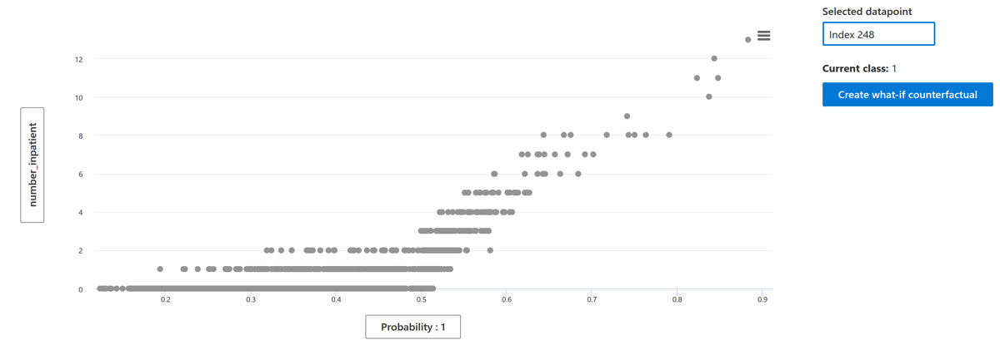 Selected datapoint
Index 248
Current class: 1
Create what-if counterfactual
number_inpatient
12
10
8
6
4
2
0
0.2 0.3 0.4 0.5 0.6 0.7 0.8 0.9
Probability : 1